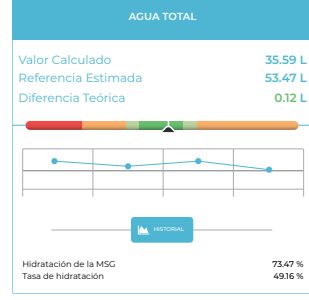 AGUA TOTAL
Valor Calculado 35.59 L
Referencia Estimada 53.47 L
Diferencia Teórica 0.12 L
HISTORIAL
Hidratación de la MSG 73.47 %
Tasa de hidratación 49.16 %